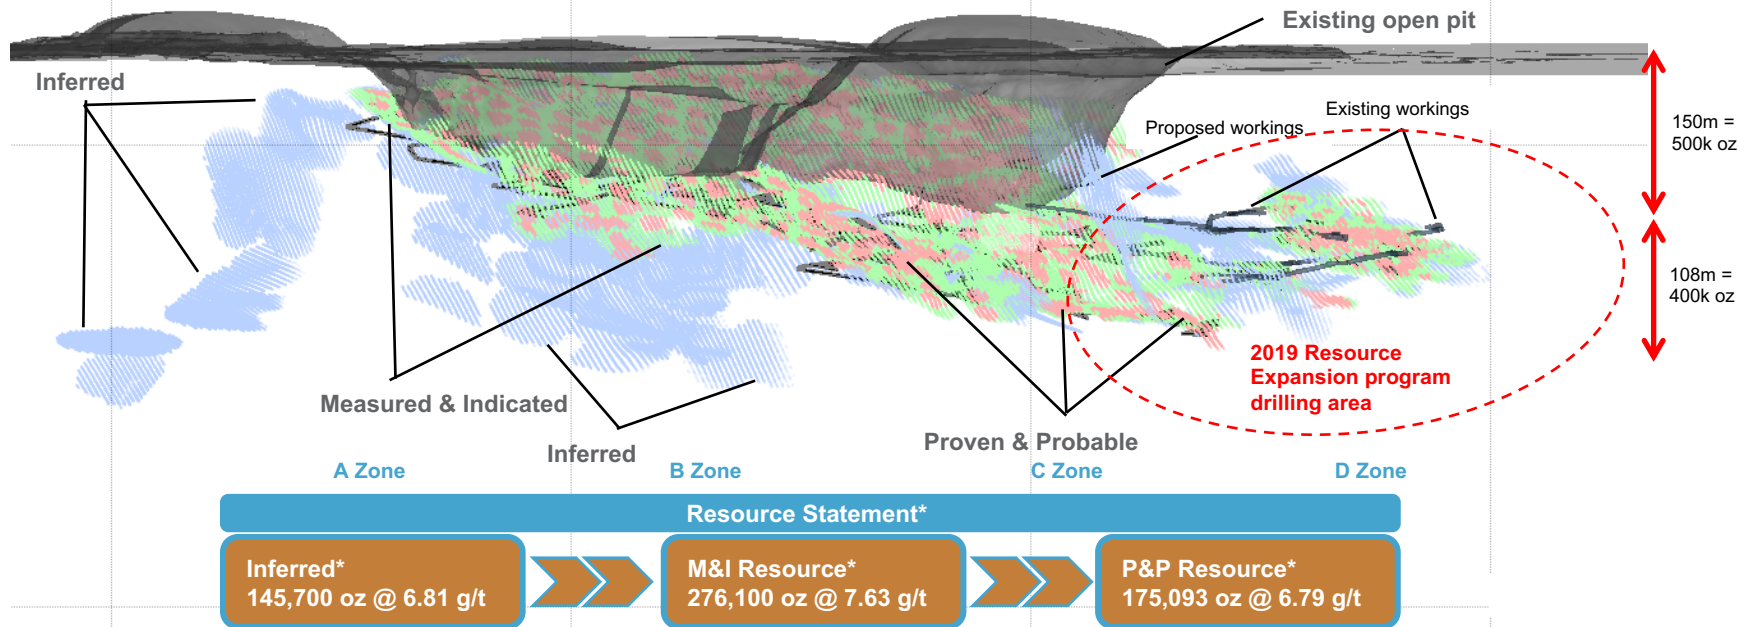 Existing open pit
Inferred
Existing workings
Proposed workings
150m =
500k oz
108m =
400k oz
2019 Resource
Expansion program
drilling area
Measured & Indicated
Inferred
Proven & Probable
A Zone
B Zone
C Zone
D Zone
Resource Statement*
Inferred*
145,700 oz @ 6.81 g/t
M&I Resource*
276,100 oz @ 7.63 g/t
P&P Resource*
175,093 oz @ 6.79 g/t